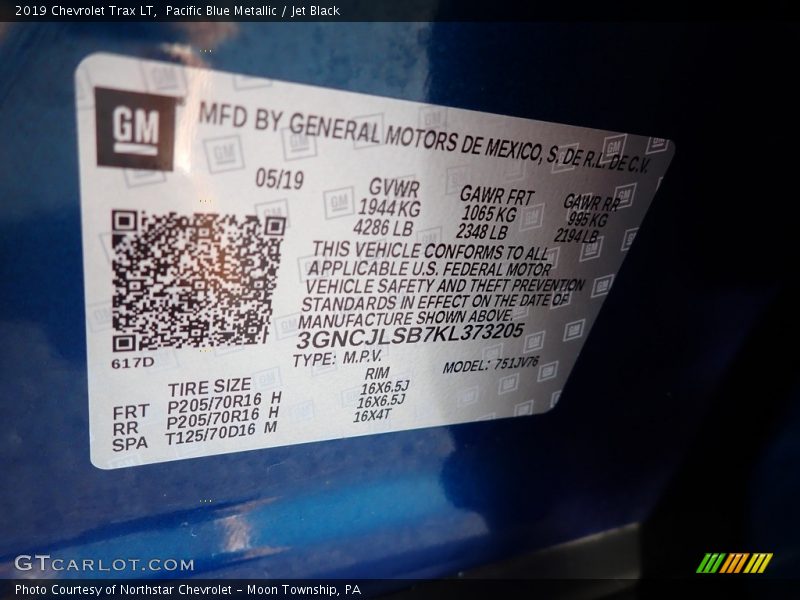 2019 Chevrolet Trax LT, Pacific Blue Metallic / Jet Black
GM
MFD BY GENERAL MOTORS DE MEXICO, S. DE R.L. DE C.V.
05/19
GVWR GAWR FRT GAWR RR
1944 KG 1065 KG 995 KG
4286 LB 2348 LB 2194 LB
THIS VEHICLE CONFORMS TO ALL
APPLICABLE U.S. FEDERAL MOTOR
VEHICLE SAFETY AND THEFT PREVENTION
STANDARDS IN EFFECT ON THE DATE OF
MANUFACTURE SHOWN ABOVE.
3GNCJLSB7KL373205
617D
TYPE: M.P.V. MODEL: 751JV76
TIRE SIZE RIM
FRT P205/70R16 H 16X6.5J
RR P205/70R16 H 16X6.5J
SPA T125/70D16 M 16X4T
GTCARLOT.COM
Photo Courtesy of Northstar Chevrolet - Moon Township, PA